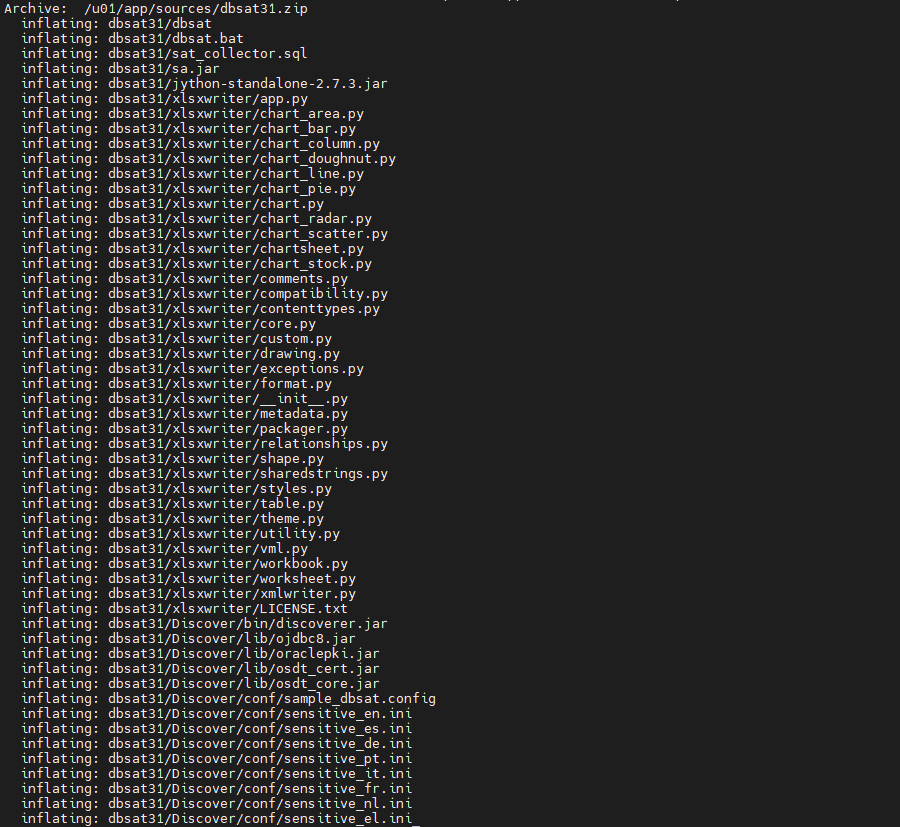 Archive:  /u01/app/sources/dbsat31.zip
  inflating: dbsat31/dbsat
  inflating: dbsat31/dbsat.bat
  inflating: dbsat31/sat_collector.sql
  inflating: dbsat31/sa.jar
  inflating: dbsat31/jython-standalone-2.7.3.jar
  inflating: dbsat31/xlsxwriter/app.py
  inflating: dbsat31/xlsxwriter/chart_area.py
  inflating: dbsat31/xlsxwriter/chart_bar.py
  inflating: dbsat31/xlsxwriter/chart_column.py
  inflating: dbsat31/xlsxwriter/chart_doughnut.py
  inflating: dbsat31/xlsxwriter/chart_line.py
  inflating: dbsat31/xlsxwriter/chart_pie.py
  inflating: dbsat31/xlsxwriter/chart.py
  inflating: dbsat31/xlsxwriter/chart_radar.py
  inflating: dbsat31/xlsxwriter/chart_scatter.py
  inflating: dbsat31/xlsxwriter/chartsheet.py
  inflating: dbsat31/xlsxwriter/chart_stock.py
  inflating: dbsat31/xlsxwriter/comments.py
  inflating: dbsat31/xlsxwriter/compatibility.py
  inflating: dbsat31/xlsxwriter/contenttypes.py
  inflating: dbsat31/xlsxwriter/core.py
  inflating: dbsat31/xlsxwriter/custom.py
  inflating: dbsat31/xlsxwriter/drawing.py
  inflating: dbsat31/xlsxwriter/exceptions.py
  inflating: dbsat31/xlsxwriter/format.py
  inflating: dbsat31/xlsxwriter/__init__.py
  inflating: dbsat31/xlsxwriter/metadata.py
  inflating: dbsat31/xlsxwriter/packager.py
  inflating: dbsat31/xlsxwriter/relationships.py
  inflating: dbsat31/xlsxwriter/shape.py
  inflating: dbsat31/xlsxwriter/sharedstrings.py
  inflating: dbsat31/xlsxwriter/styles.py
  inflating: dbsat31/xlsxwriter/table.py
  inflating: dbsat31/xlsxwriter/theme.py
  inflating: dbsat31/xlsxwriter/utility.py
  inflating: dbsat31/xlsxwriter/vml.py
  inflating: dbsat31/xlsxwriter/workbook.py
  inflating: dbsat31/xlsxwriter/worksheet.py
  inflating: dbsat31/xlsxwriter/xmlwriter.py
  inflating: dbsat31/xlsxwriter/LICENSE.txt
  inflating: dbsat31/Discover/bin/discoverer.jar
  inflating: dbsat31/Discover/lib/ojdbc8.jar
  inflating: dbsat31/Discover/lib/oraclepki.jar
  inflating: dbsat31/Discover/lib/osdt_cert.jar
  inflating: dbsat31/Discover/lib/osdt_core.jar
  inflating: dbsat31/Discover/conf/sample_dbsat.config
  inflating: dbsat31/Discover/conf/sensitive_en.ini
  inflating: dbsat31/Discover/conf/sensitive_es.ini
  inflating: dbsat31/Discover/conf/sensitive_de.ini
  inflating: dbsat31/Discover/conf/sensitive_pt.ini
  inflating: dbsat31/Discover/conf/sensitive_it.ini
  inflating: dbsat31/Discover/conf/sensitive_fr.ini
  inflating: dbsat31/Discover/conf/sensitive_nl.ini
  inflating: dbsat31/Discover/conf/sensitive_el.ini